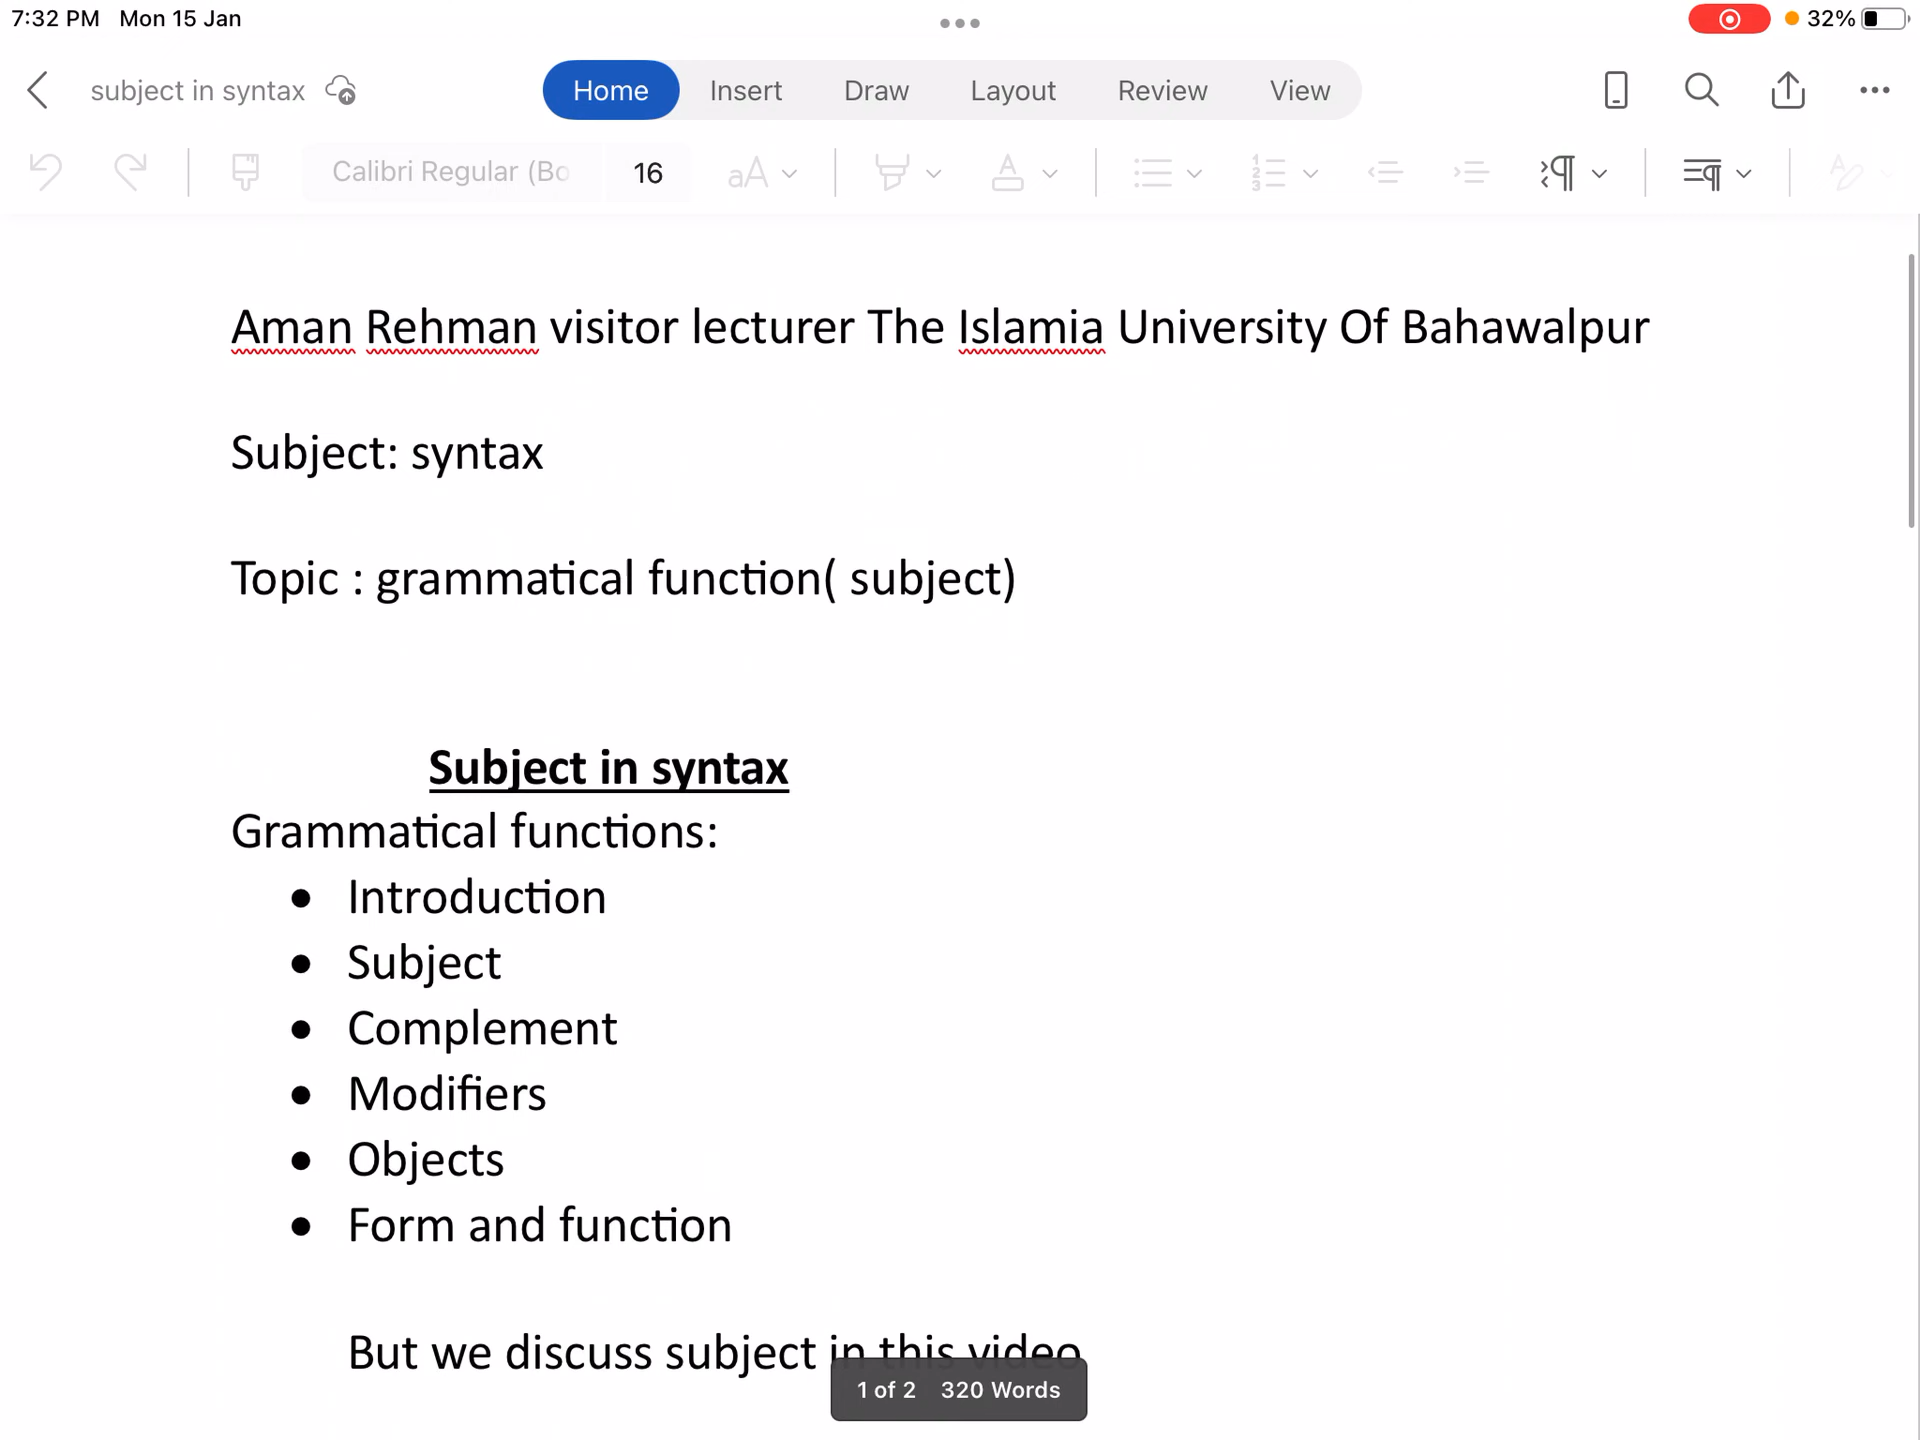 7:32 PM Mon 15 Jan
32%
subject in syntax
Home Insert Draw Layout Review View
Calibri Regular (Bo 16
Aman Rehman visitor lecturer The Islamia University Of Bahawalpur
Subject: syntax
Topic : grammatical function( subject)
Subject in syntax
Grammatical functions:
• Introduction
• Subject
• Complement
• Modifiers
• Objects
• Form and function
But we discuss subject in this video
1 of 2 320 Words